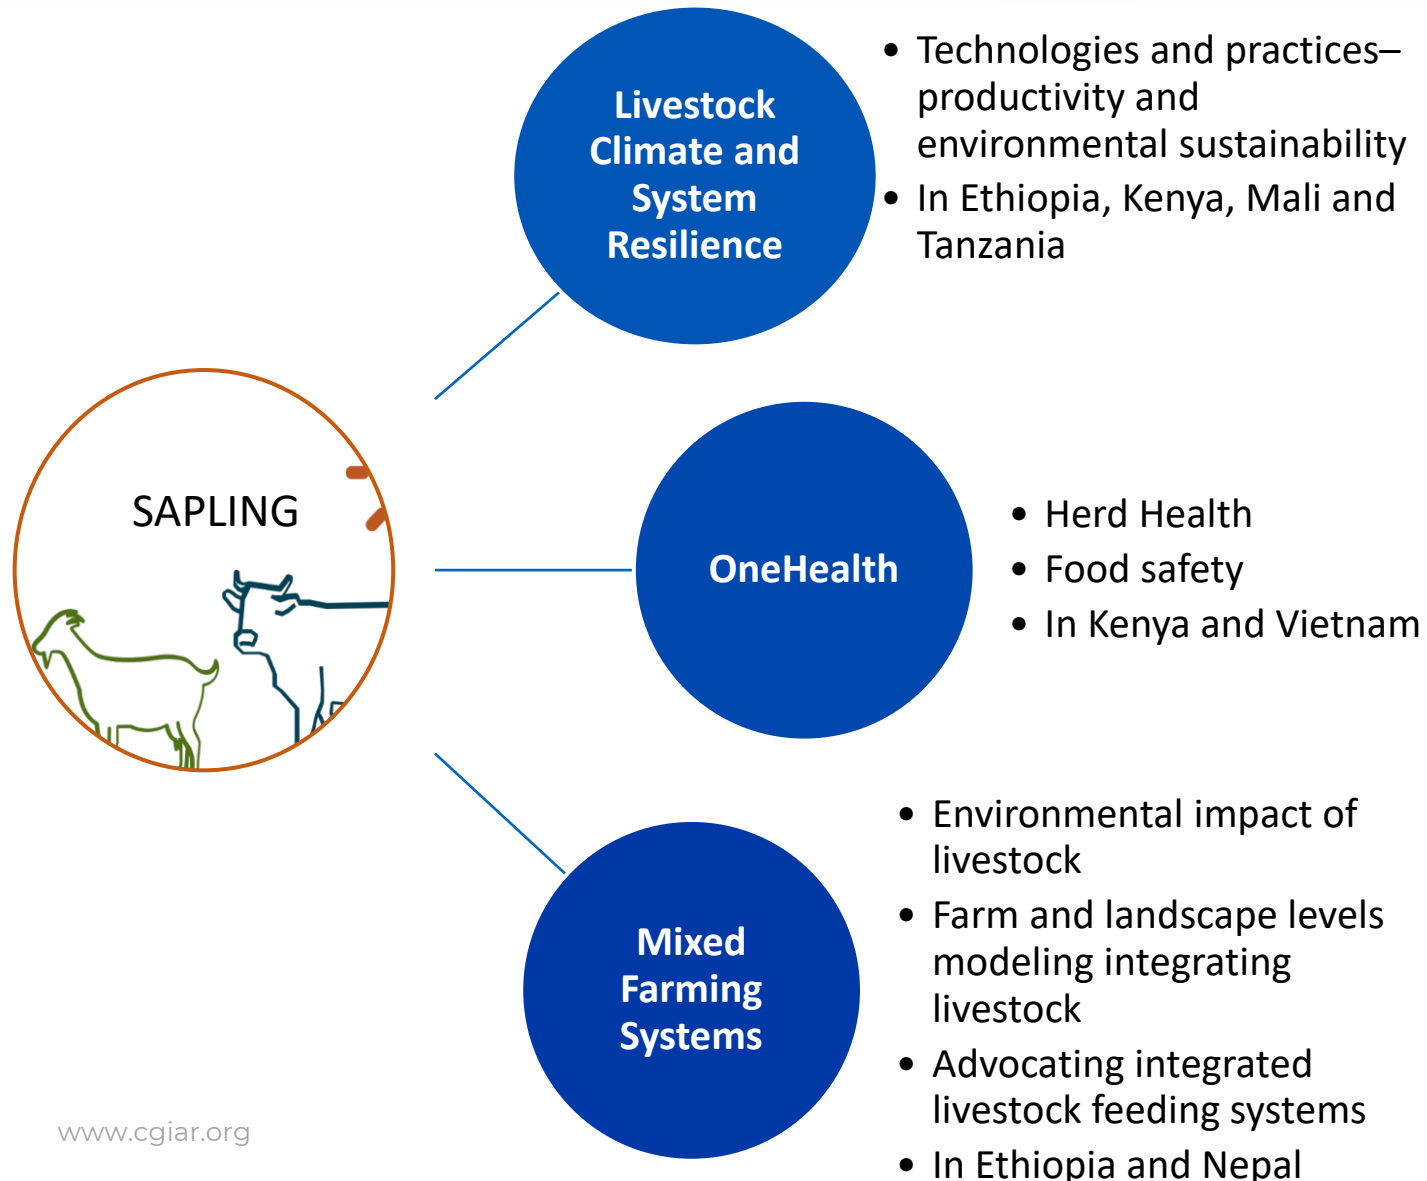 Livestock
Climate and
System
Resilience
• Technologies and practices–
productivity and
environmental sustainability
• In Ethiopia, Kenya, Mali and
Tanzania
SAPLING
OneHealth
• Herd Health
• Food safety
• In Kenya and Vietnam
Mixed
Farming
Systems
• Environmental impact of
livestock
• Farm and landscape levels
modeling integrating
livestock
• Advocating integrated
livestock feeding systems
• In Ethiopia and Nepal
www.cgiar.org